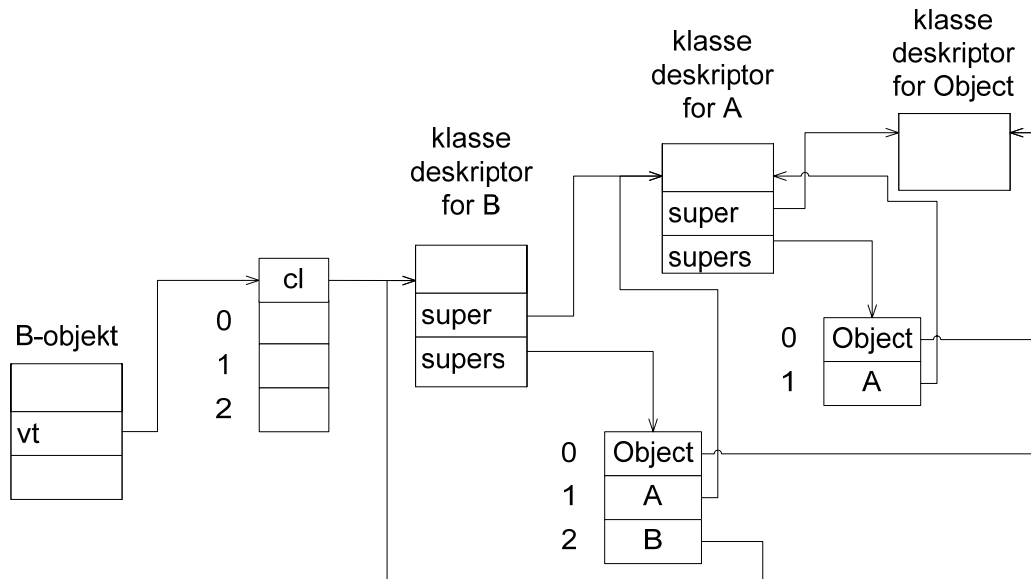 klasse
deskriptor
for Object
klasse
deskriptor
for A
klasse
deskriptor
for B
super
supers
cl
0
1
2
super
supers
B-objekt
vt
0
Object
1
A
0
Object
1
A
2
B